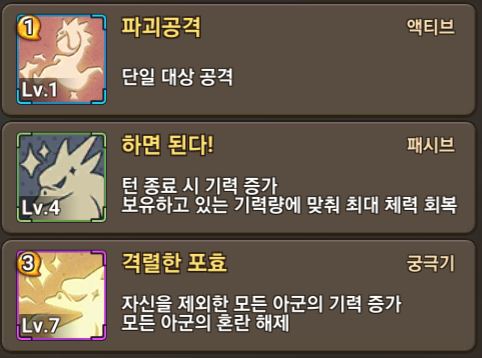 1
파괴공격 액티브
단일 대상 공격
Lv.1
하면 된다! 패시브
턴 종료 시 기력 증가
보유하고 있는 기력량에 맞춰 최대 체력 회복
Lv.4
3
격렬한 포효 궁극기
자신을 제외한 모든 아군의 기력 증가
모든 아군의 혼란 해제
Lv.7